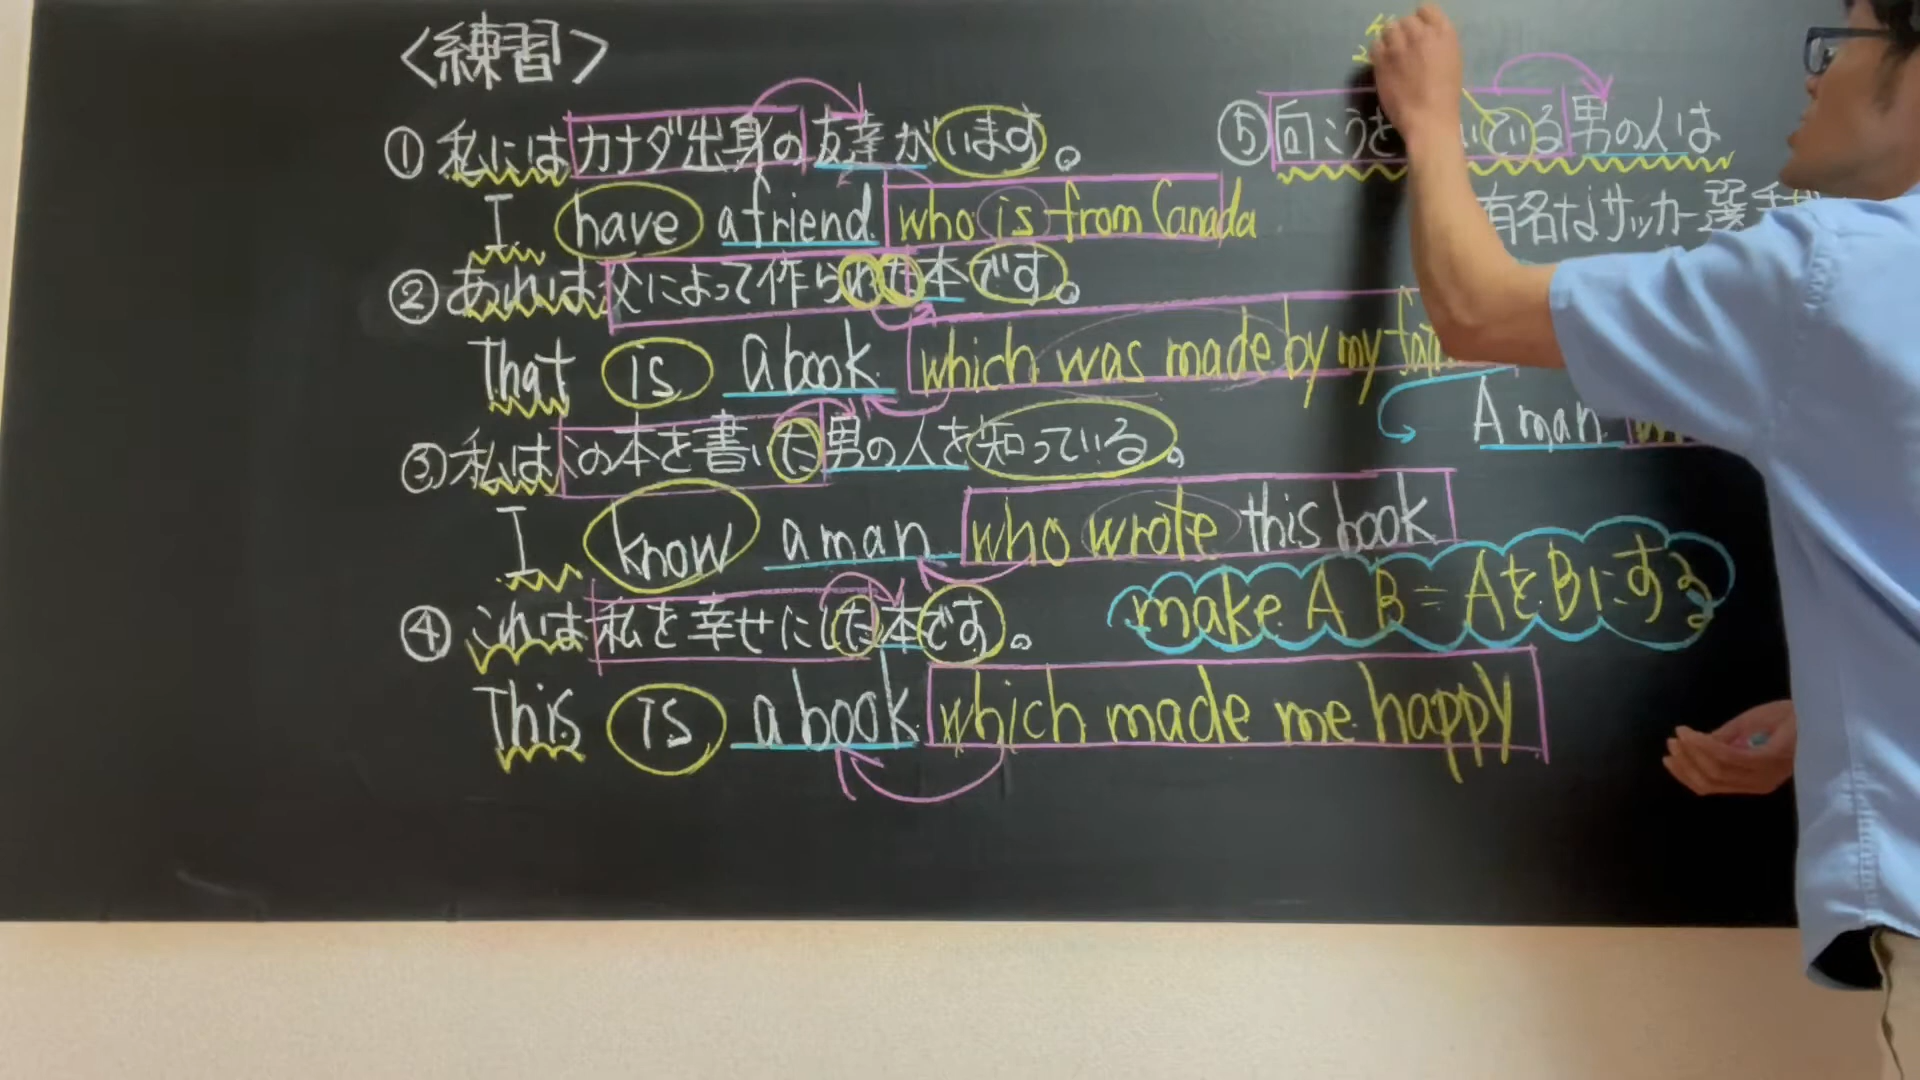 <練習>
① 私にはカナダ出身の友達がいます。
I have a friend who is from Canada
② あれは父によって作られた本です。
That is a book which was made by my
③ 私はこの本を書いた男の人を知っている。
I know a man who wrote this book
④ これは私を幸せにした本です。
This is a book which made me happy
make A B = AをBにする
⑤ 向こうを いている男の人は
有名なサッカー選手
A man